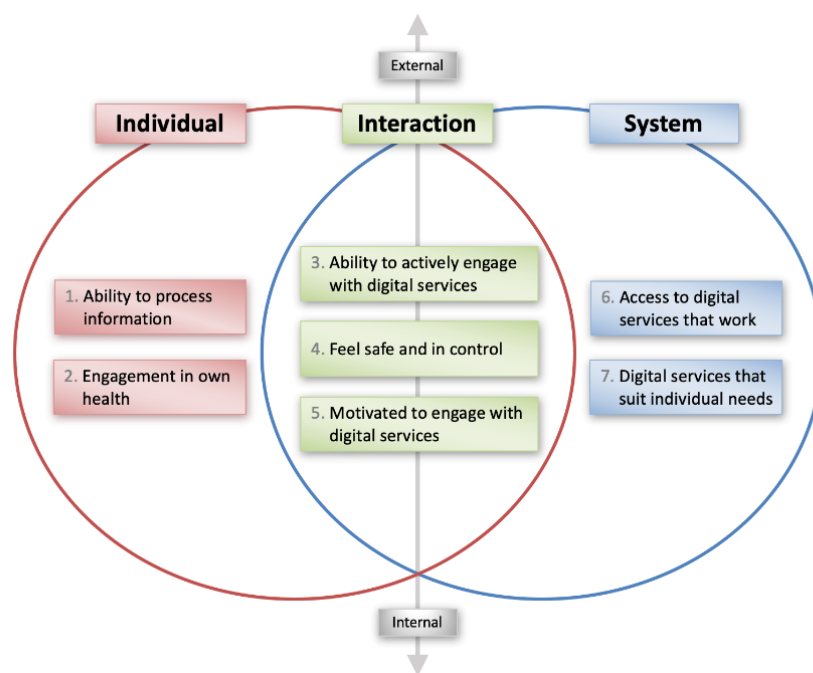 External
Individual
Interaction
System
1. Ability to process
information
2. Engagement in own
health
3. Ability to actively engage
with digital services
4. Feel safe and in control
5. Motivated to engage with
digital services
6. Access to digital
services that work
7. Digital services that
suit individual needs
Internal